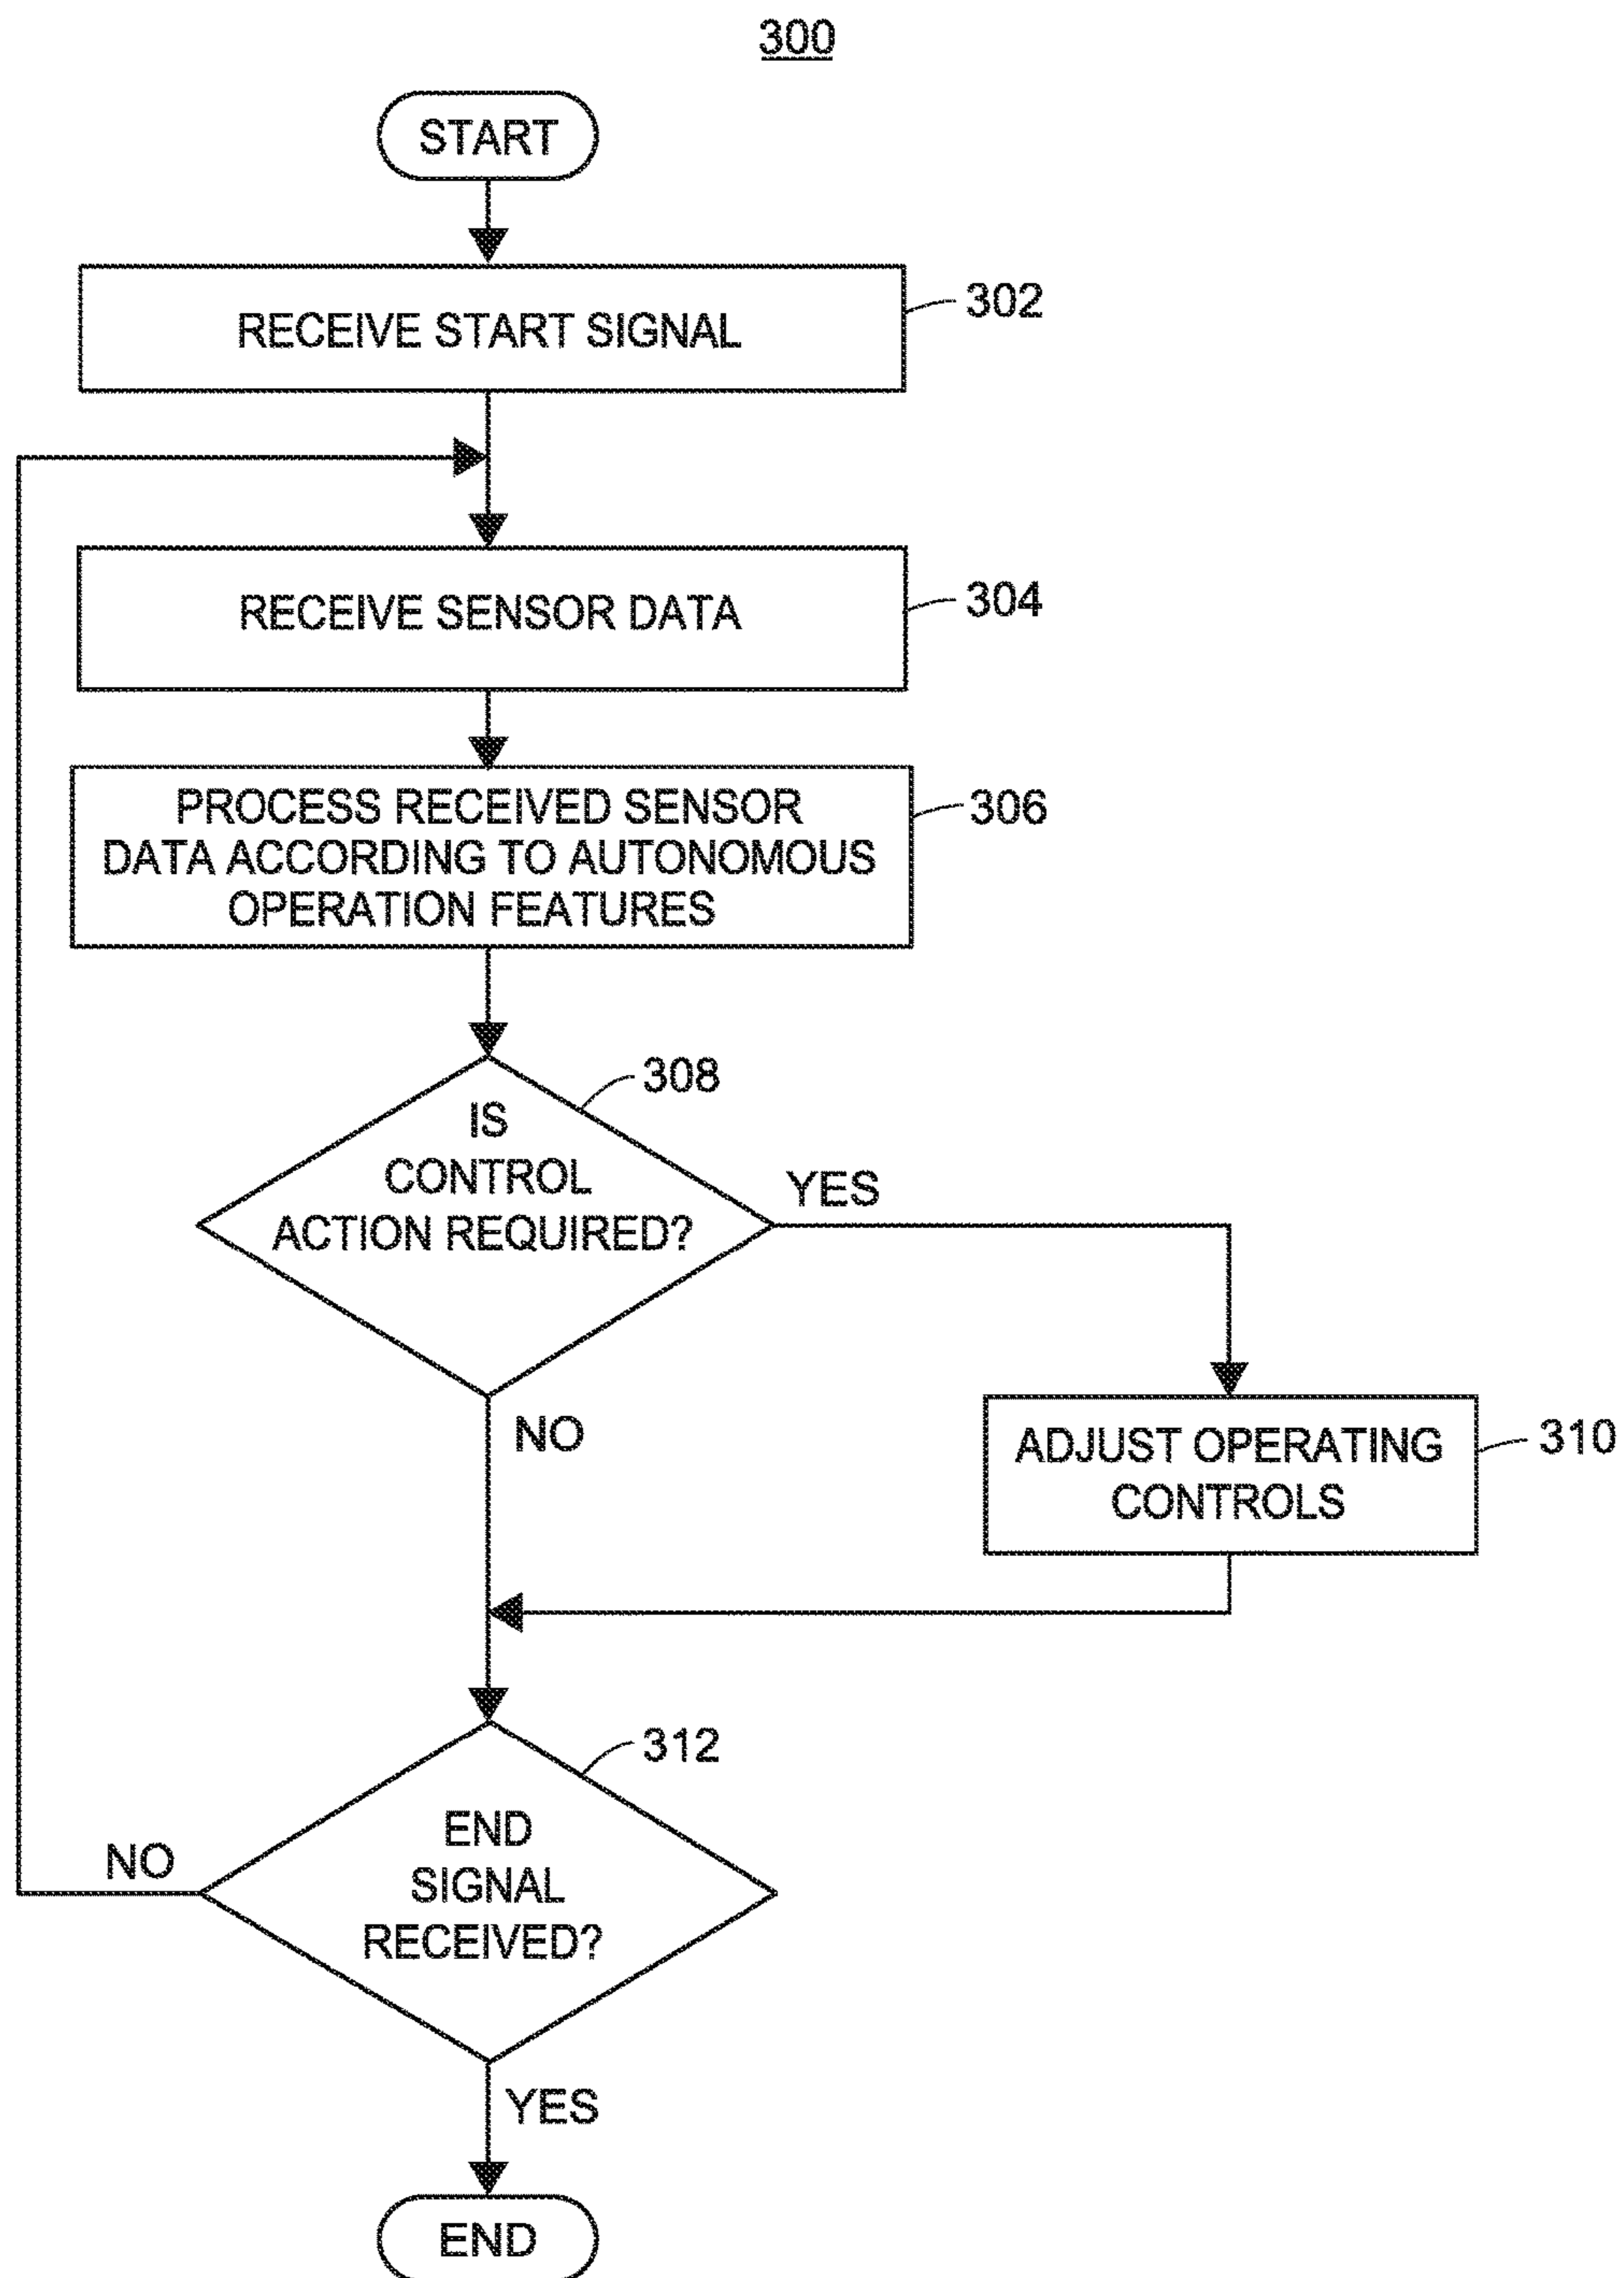 300
START
RECEIVE START SIGNAL
302
RECEIVE SENSOR DATA
304
PROCESS RECEIVED SENSOR
DATA ACCORDING TO AUTONOMOUS
OPERATION FEATURES
306
308
IS
CONTROL
ACTION REQUIRED?
YES
NO
ADJUST OPERATING
CONTROLS
310
312
END
SIGNAL
RECEIVED?
NO
YES
END